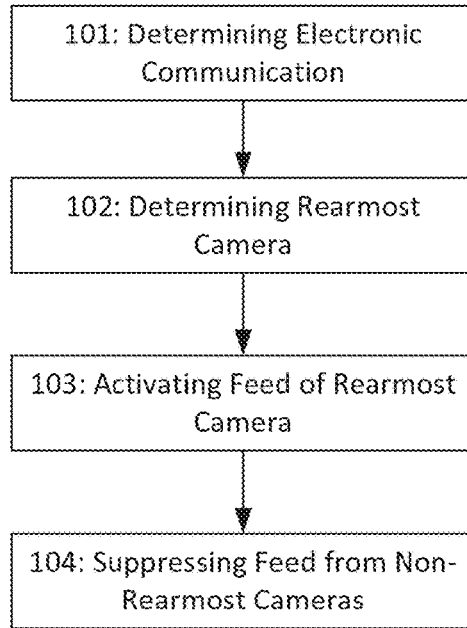 101: Determining Electronic
Communication
102: Determining Rearmost
Camera
103: Activating Feed of Rearmost
Camera
104: Suppressing Feed from Non-
Rearmost Cameras